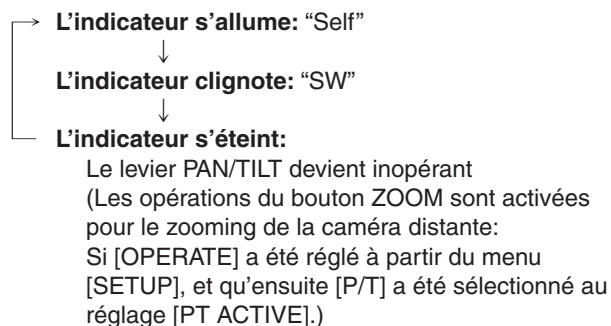 L’indicateur s’allume: “Self”
L’indicateur clignote: “SW”
L’indicateur s’éteint:
Le levier PAN/TILT devient inopérant
(Les opérations du bouton ZOOM sont activées
pour le zooming de la caméra distante:
Si [OPERATE] a été réglé à partir du menu
[SETUP], et qu’ensuite [P/T] a été sélectionné au
réglage [PT ACTIVE].)